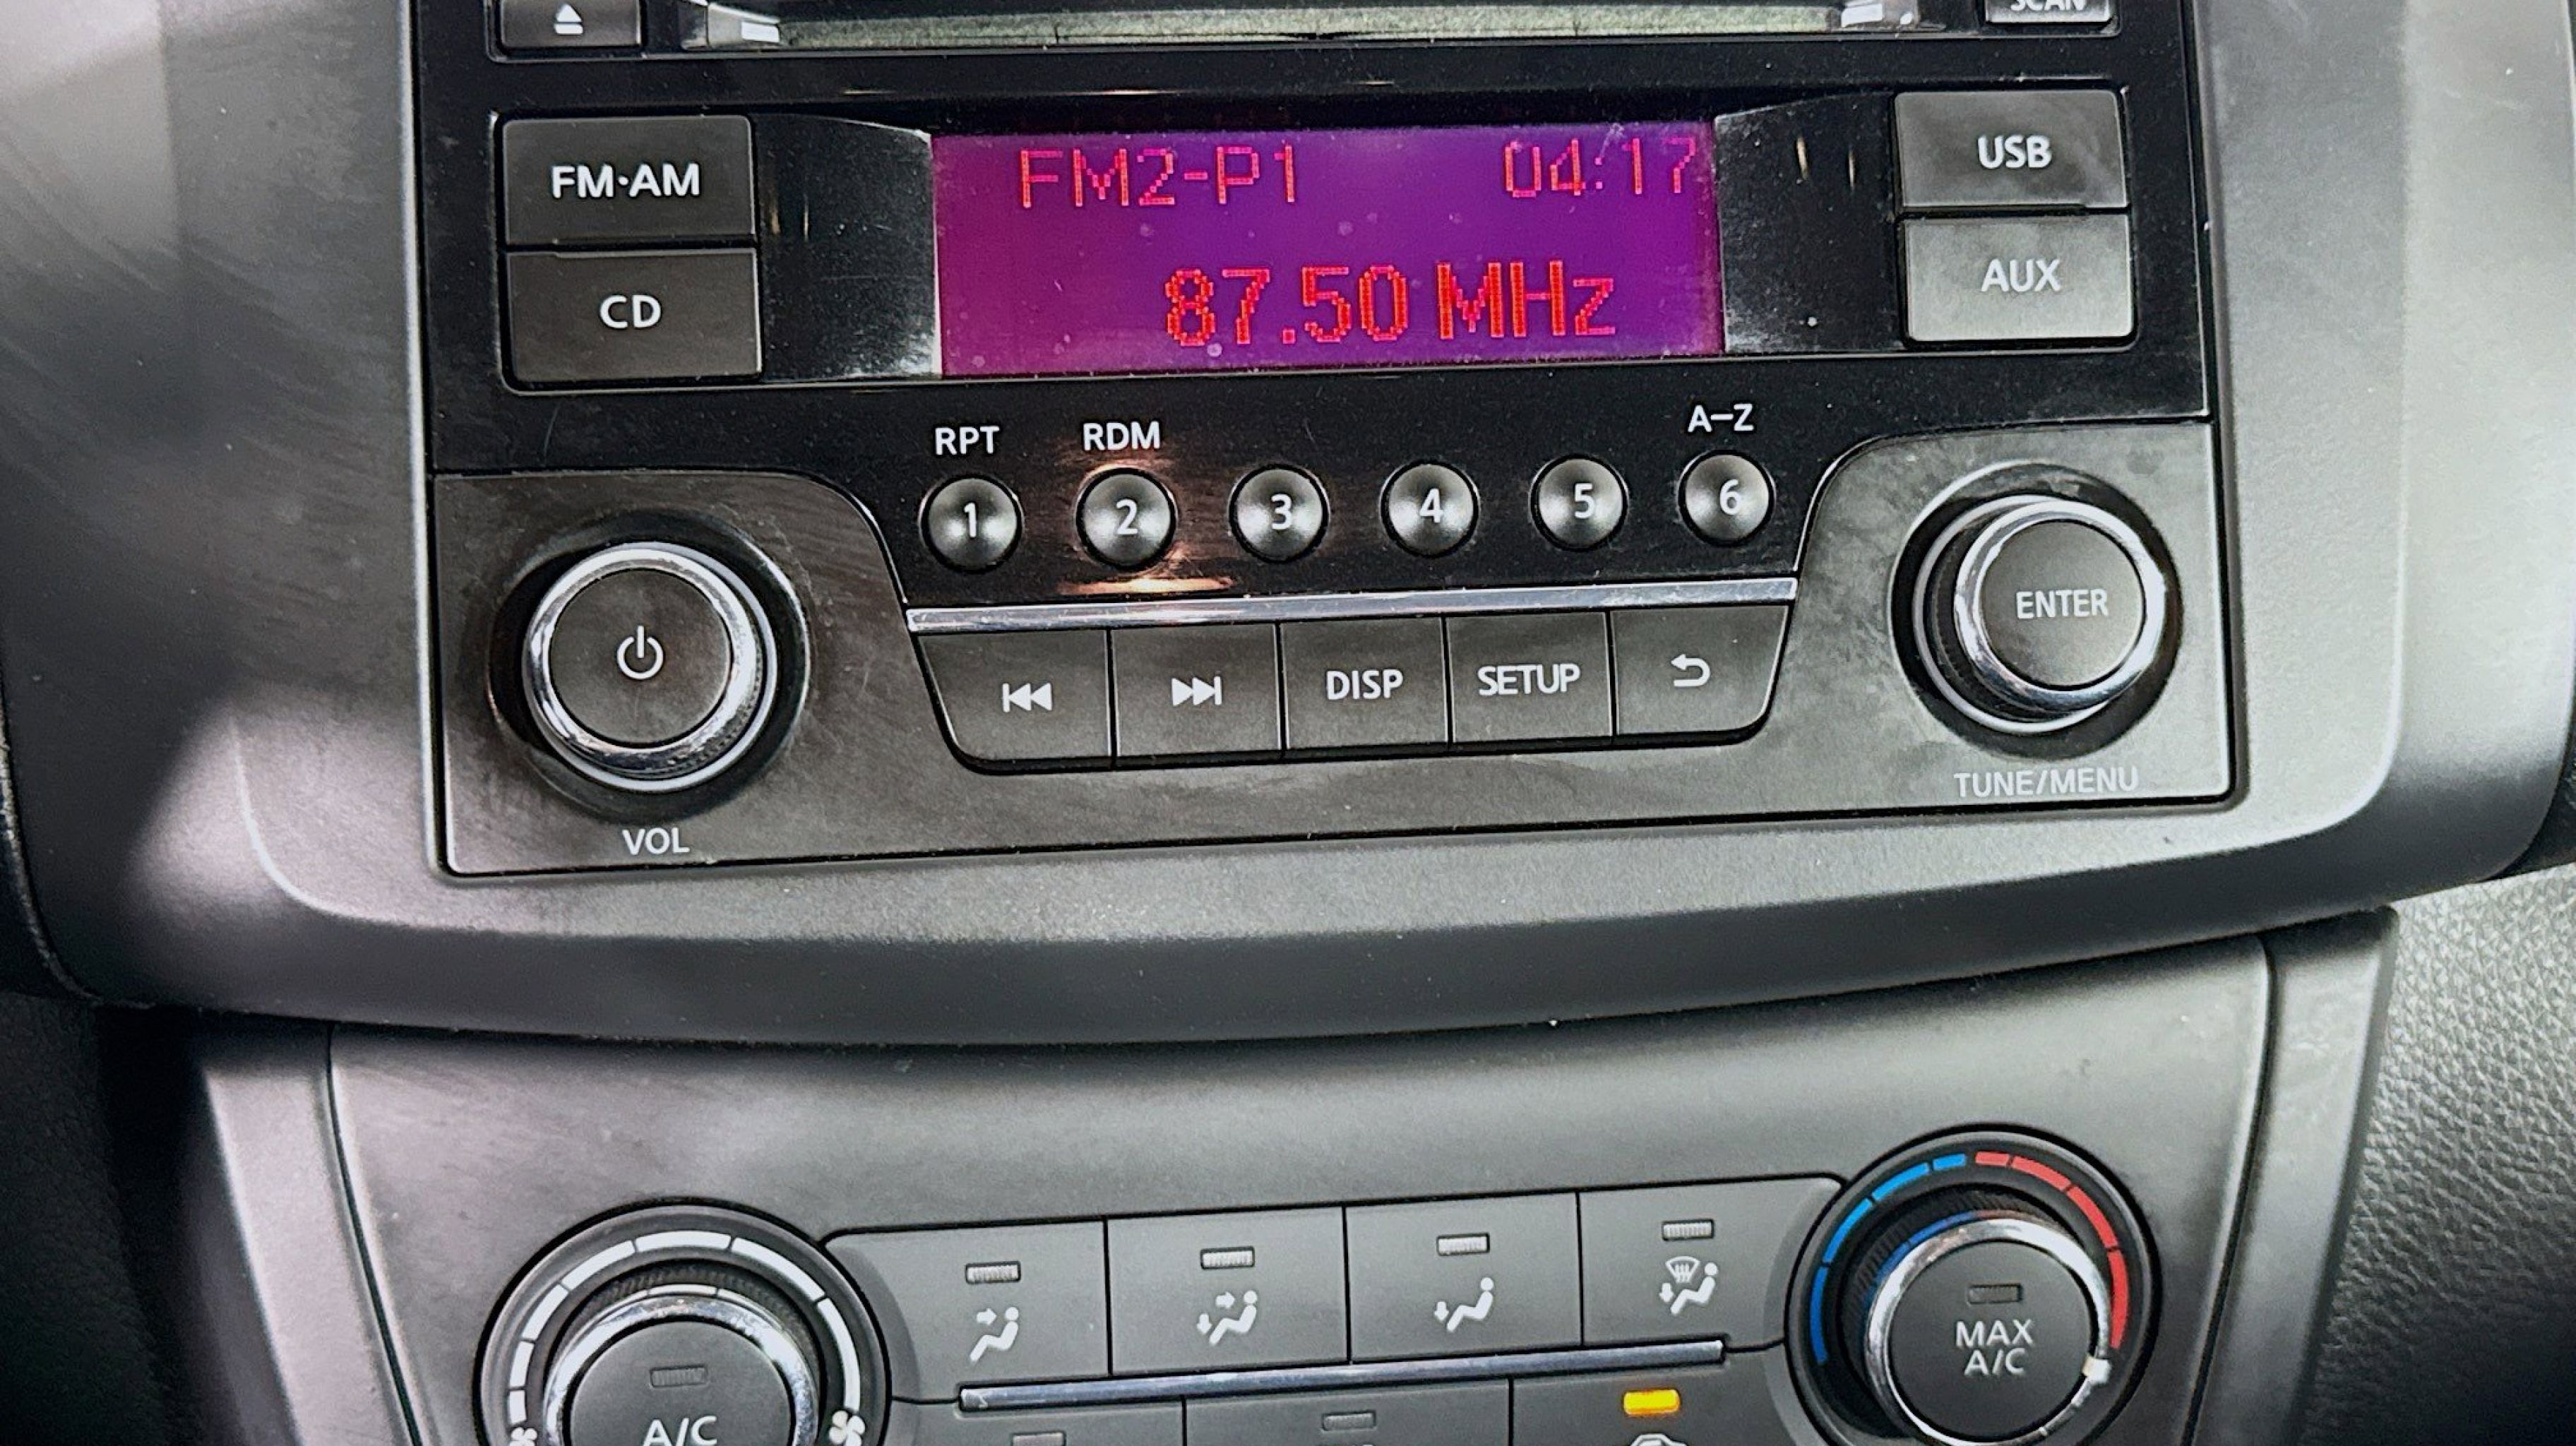 SCAN
FM·AM
CD
FM2-P1 04:17
87.50 MHz
USB
AUX
RPT RDM A-Z
1 2 3 4 5 6
DISP SETUP
ENTER
VOL
TUNE/MENU
MAX
A/C
A/C